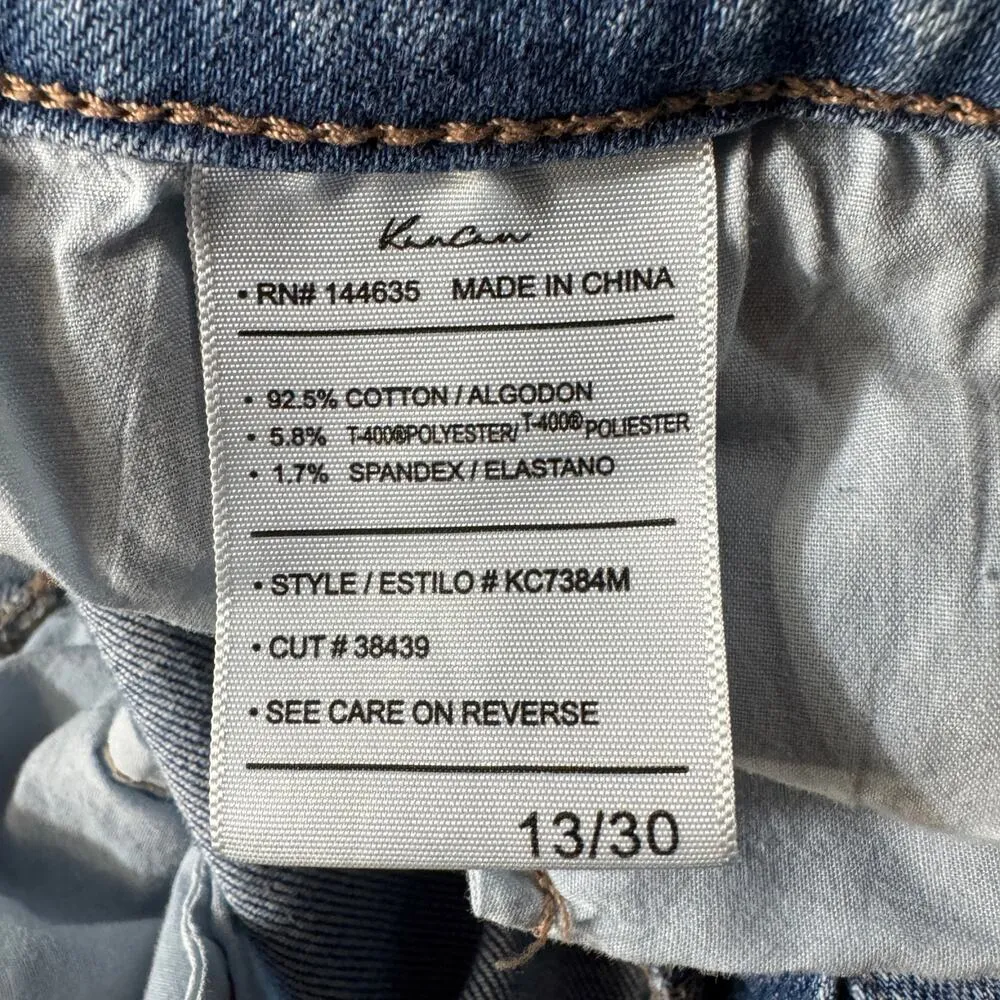 KanCan
• RN# 144635 MADE IN CHINA
• 92.5% COTTON / ALGODON
• 5.8% T-400®POLYESTER/ T-400® POLIESTER
• 1.7% SPANDEX / ELASTANO
• STYLE / ESTILO # KC7384M
• CUT # 38439
• SEE CARE ON REVERSE
13/30